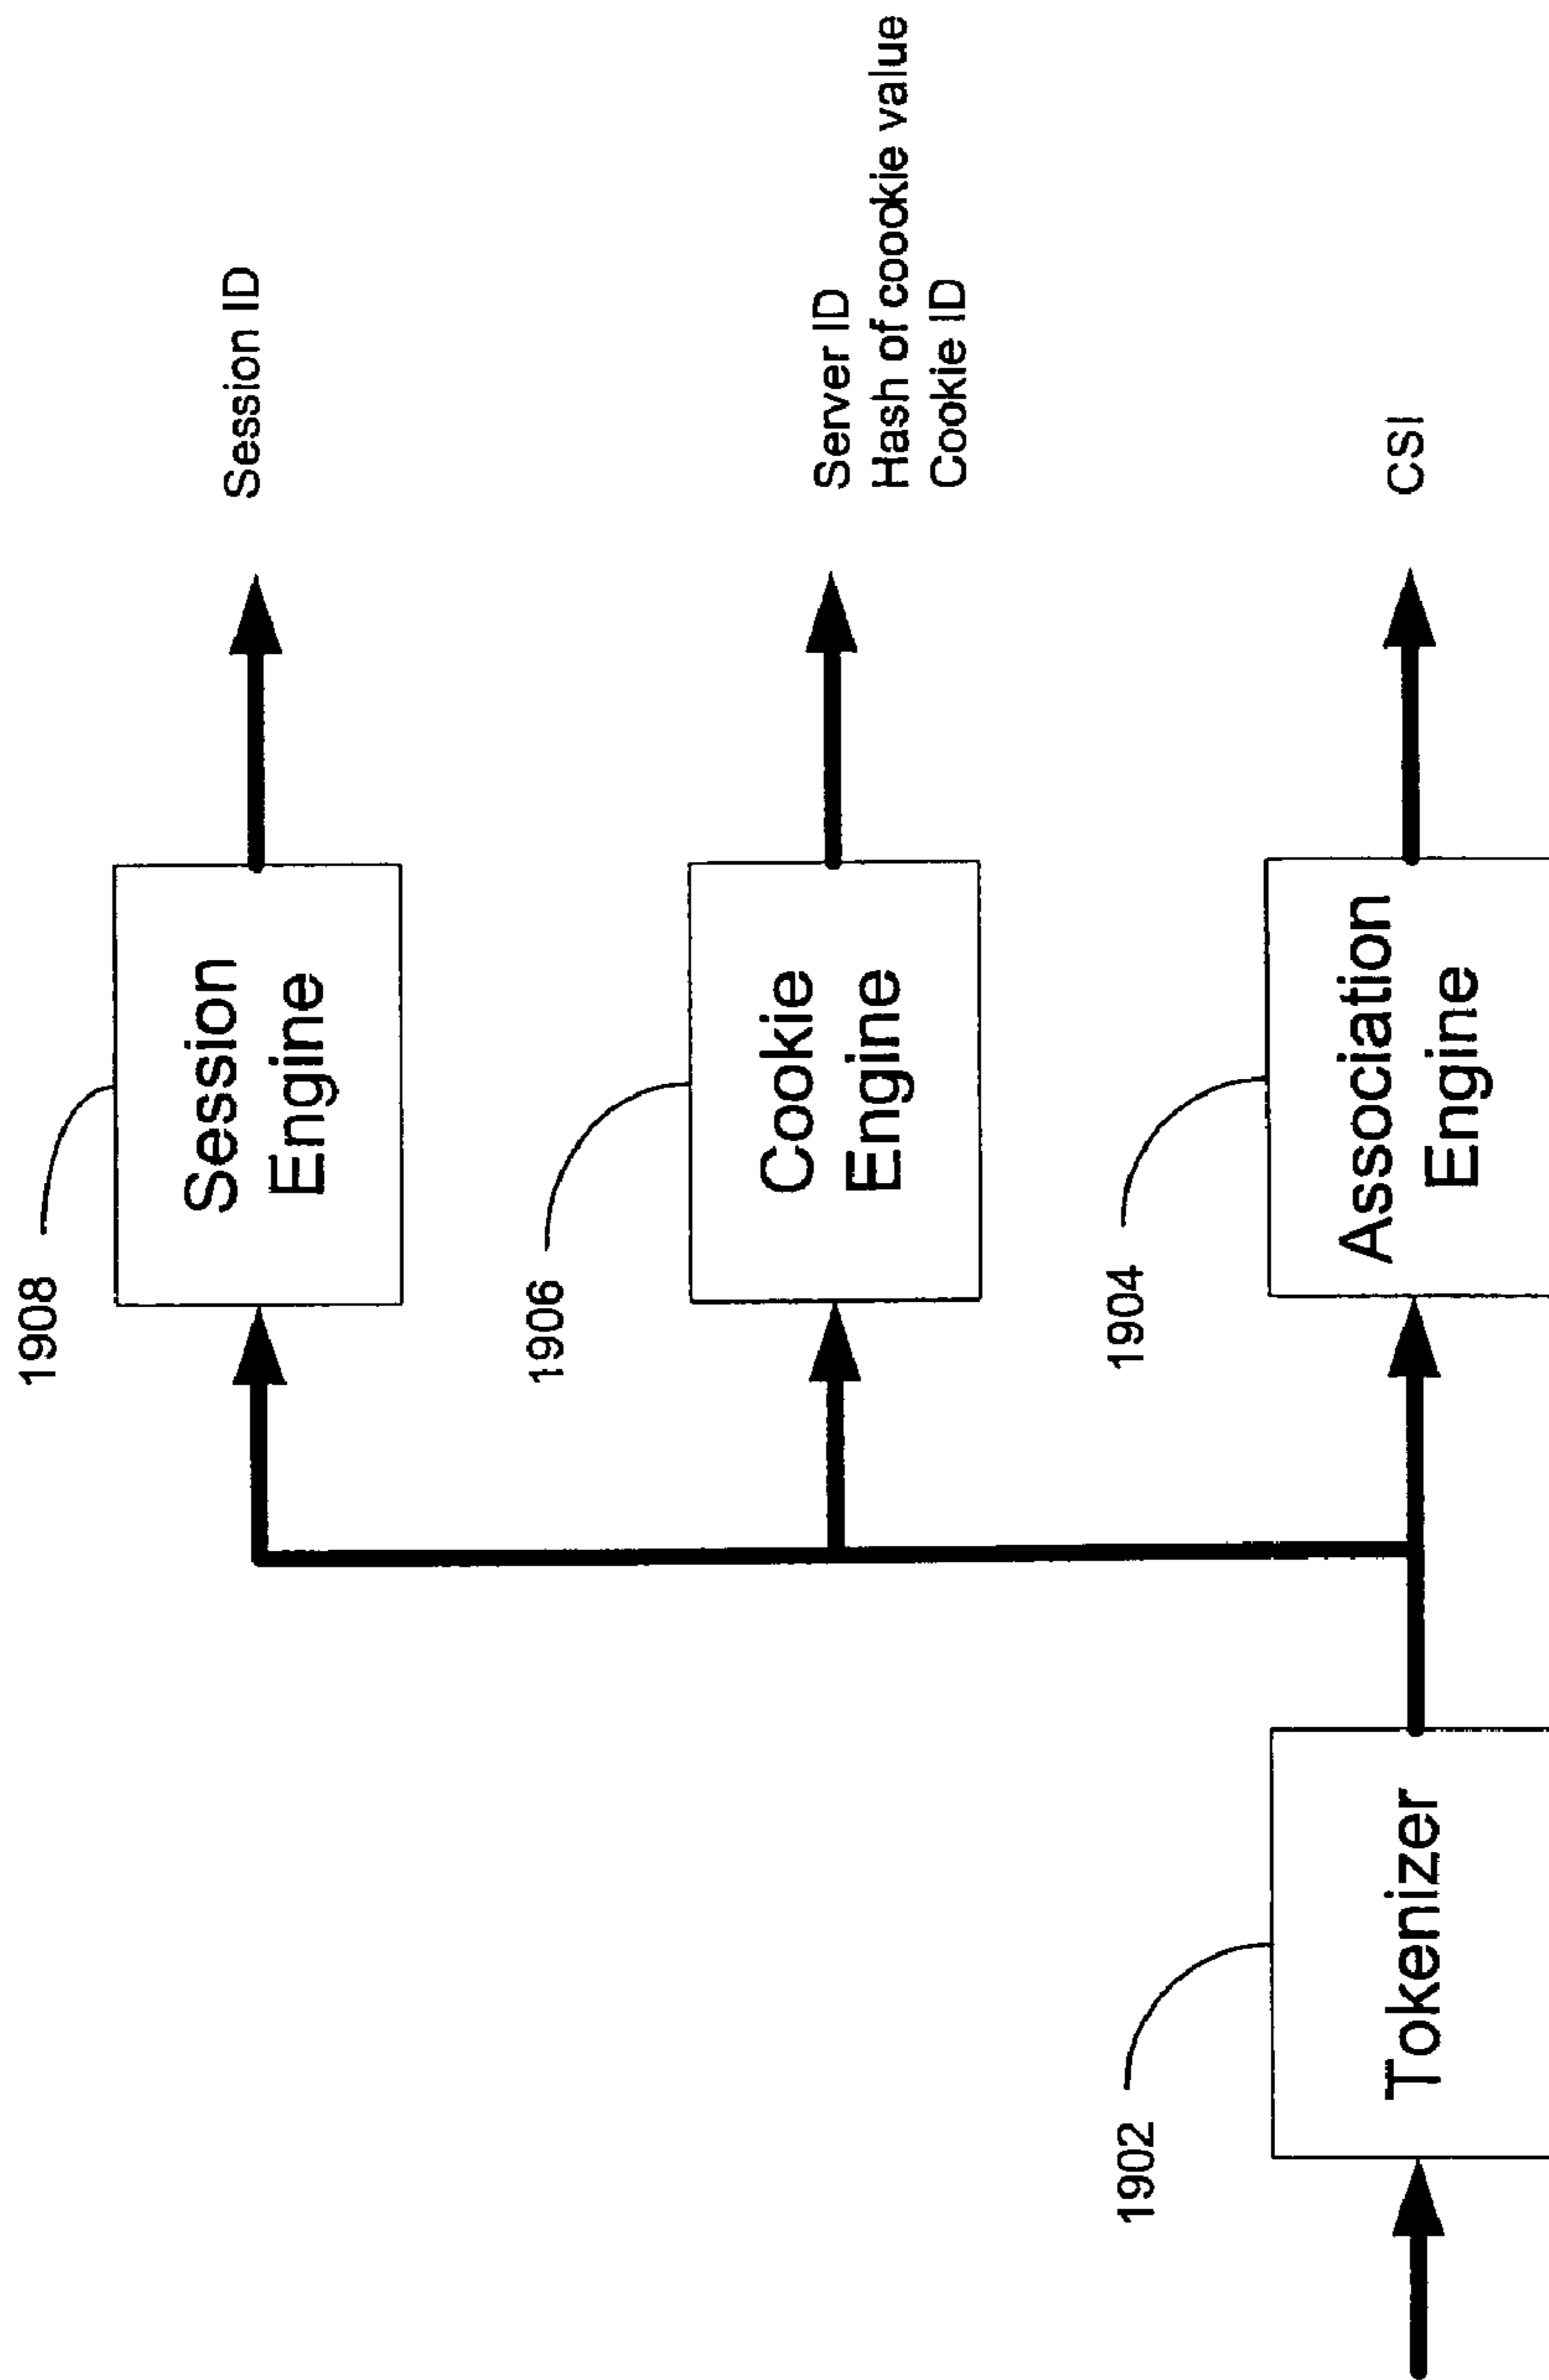 1908
Session
Engine
Session ID
1906
Cookie
Engine
Server ID
Hash of cookie value
Cookie ID
1904
Association
Engine
CSI
1902
Tokenizer